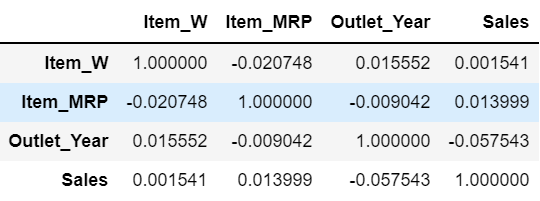 Item_W Item_MRP Outlet_Year Sales
Item_W 1.000000 -0.020748 0.015552 0.001541
Item_MRP -0.020748 1.000000 -0.009042 0.013999
Outlet_Year 0.015552 -0.009042 1.000000 -0.057543
Sales 0.001541 0.013999 -0.057543 1.000000